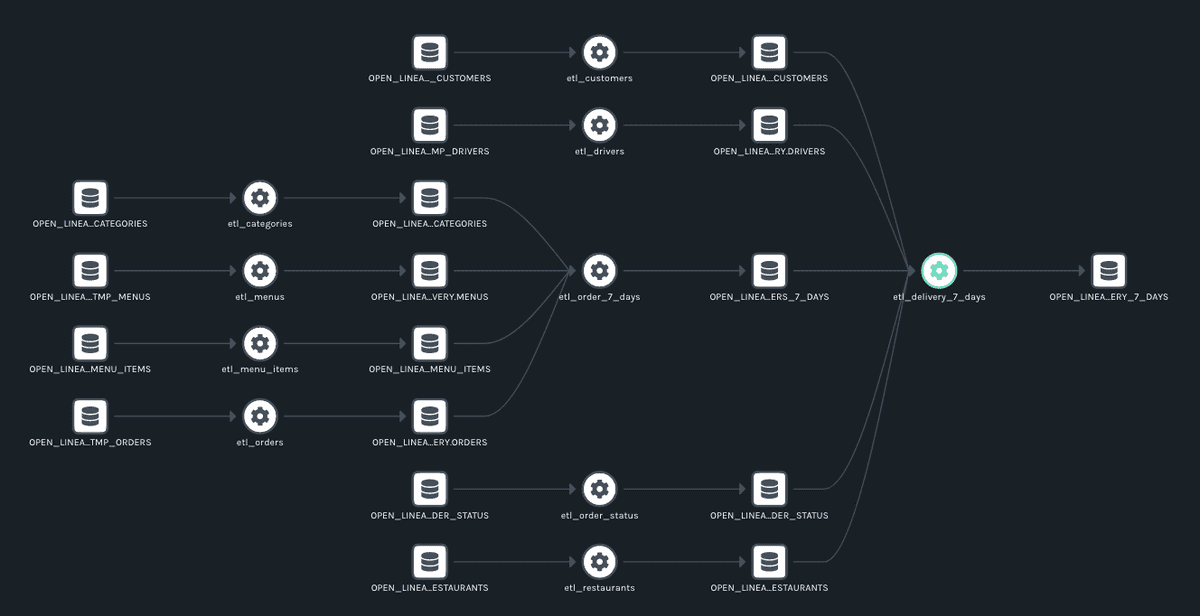 OPEN_LINEA..._CUSTOMERS
etl_customers
OPEN_LINEA...CUSTOMERS
OPEN_LINEA...MP_DRIVERS
etl_drivers
OPEN_LINEA...RY.DRIVERS
OPEN_LINEA...CATEGORIES
etl_categories
OPEN_LINEA...CATEGORIES
OPEN_LINEA...TMP_MENUS
etl_menus
OPEN_LINEA...VERY.MENUS
etl_order_7_days
OPEN_LINEA...ERS_7_DAYS
etl_delivery_7_days
OPEN_LINEA...ERY_7_DAYS
OPEN_LINEA...MENU_ITEMS
etl_menu_items
OPEN_LINEA...MENU_ITEMS
OPEN_LINEA...TMP_ORDERS
etl_orders
OPEN_LINEA...ERY.ORDERS
OPEN_LINEA...DER_STATUS
etl_order_status
OPEN_LINEA...DER_STATUS
OPEN_LINEA...ESTAURANTS
etl_restaurants
OPEN_LINEA...ESTAURANTS